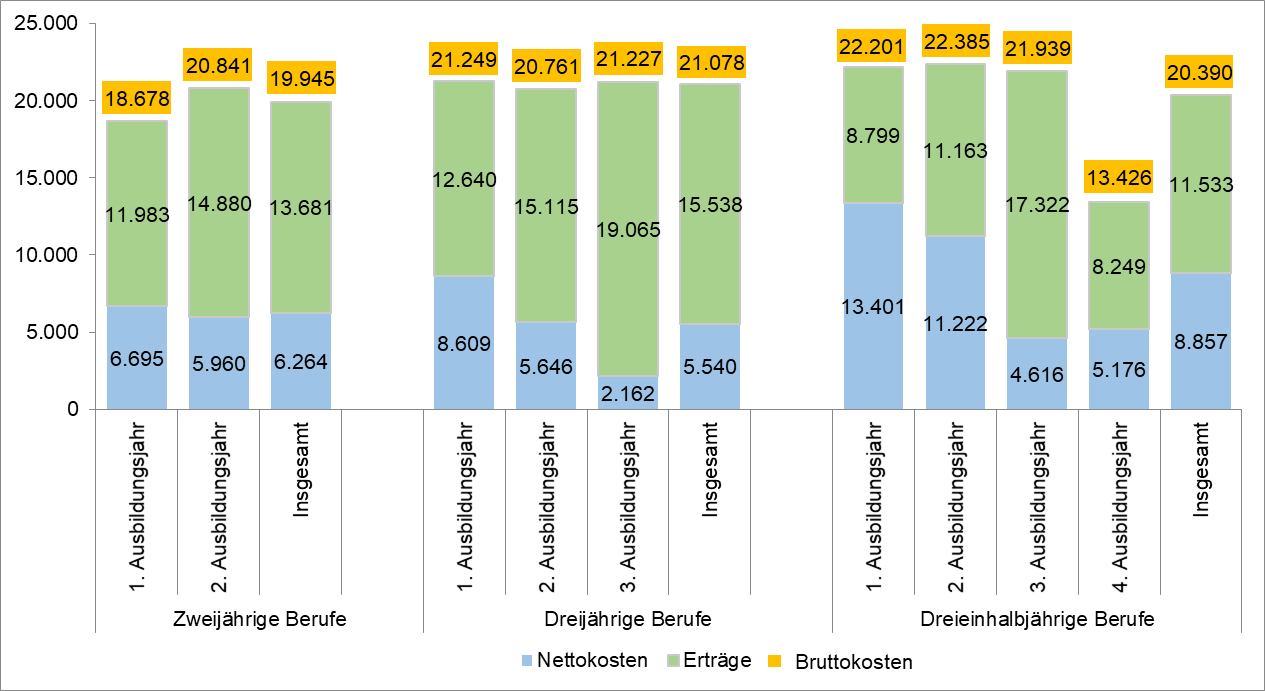 25.000
20.000
15.000
10.000
5.000
0
18.678
20.841
19.945
11.983
14.880
13.681
6.695
5.960
6.264
21.249
20.761
21.227
21.078
12.640
15.115
19.065
15.538
8.609
5.646
2.162
5.540
22.201
22.385
21.939
13.426
20.390
8.799
11.163
17.322
8.249
11.533
13.401
11.222
4.616
5.176
8.857
1. Ausbildungsjahr
2. Ausbildungsjahr
Insgesamt
1. Ausbildungsjahr
2. Ausbildungsjahr
3. Ausbildungsjahr
Insgesamt
1. Ausbildungsjahr
2. Ausbildungsjahr
3. Ausbildungsjahr
4. Ausbildungsjahr
Insgesamt
Zweijährige Berufe
Dreijährige Berufe
Dreieinhalbjährige Berufe
Nettokosten Erträge Bruttokosten